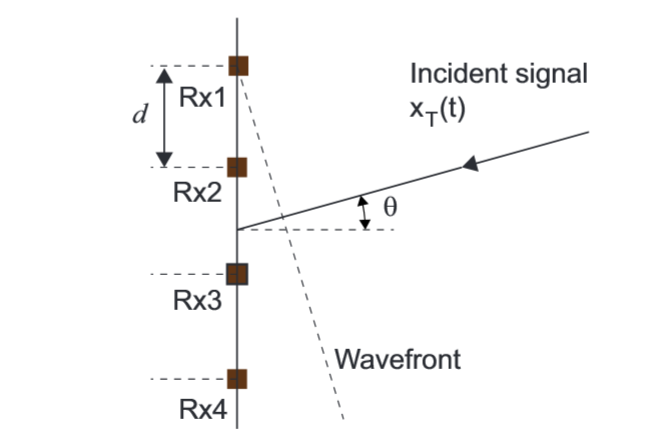 Incident signal
x_T(t)
Rx1
d
Rx2
θ
Rx3
Wavefront
Rx4